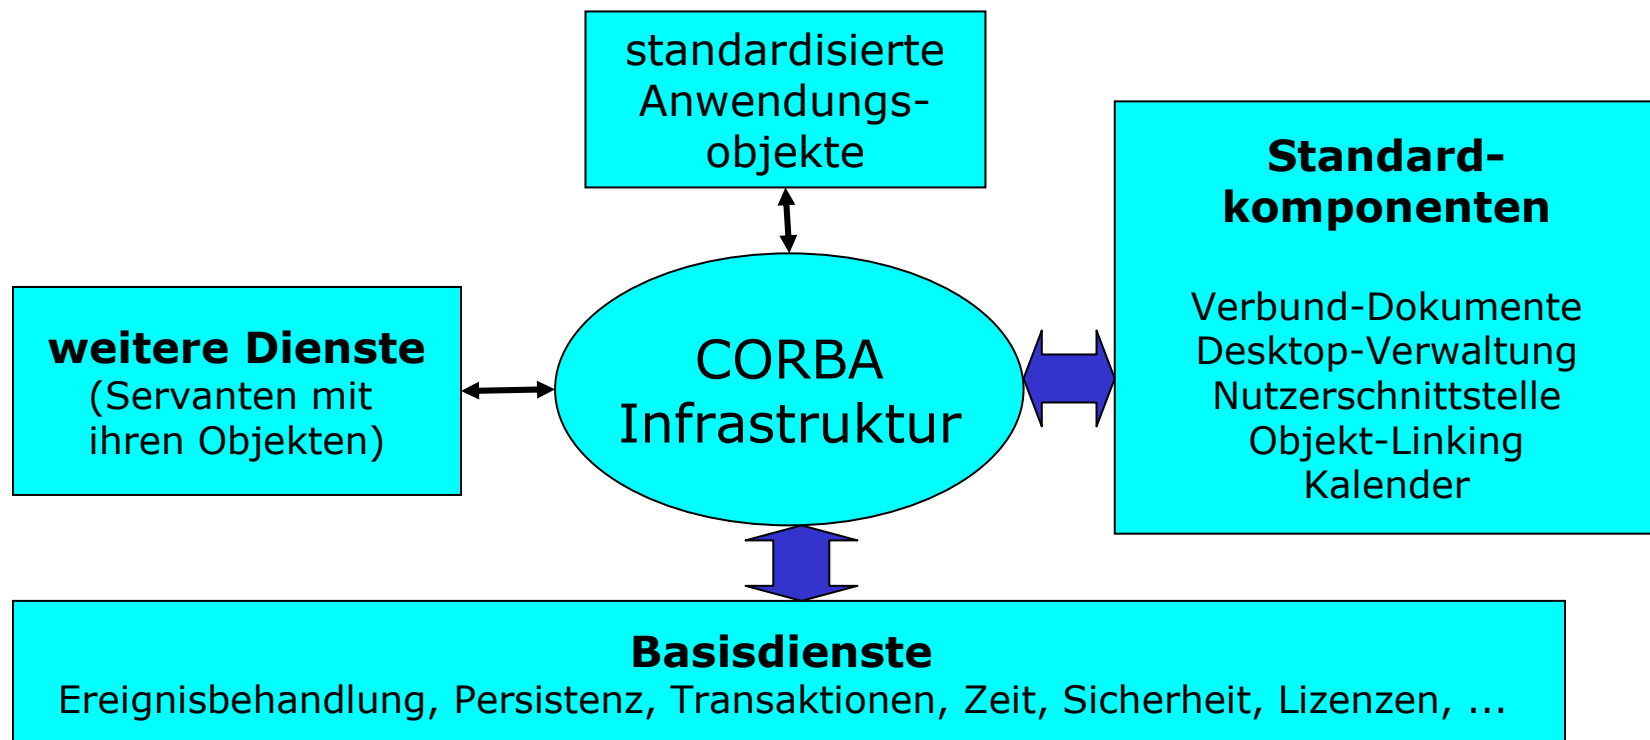 standardisierte
Anwendungs-
objekte
Standard-
komponenten
Verbund-Dokumente
Desktop-Verwaltung
Nutzerschnittstelle
Objekt-Linking
Kalender
weitere Dienste
(Servanten mit
ihren Objekten)
CORBA
Infrastruktur
Basisdienste
Ereignisbehandlung, Persistenz, Transaktionen, Zeit, Sicherheit, Lizenzen, ...